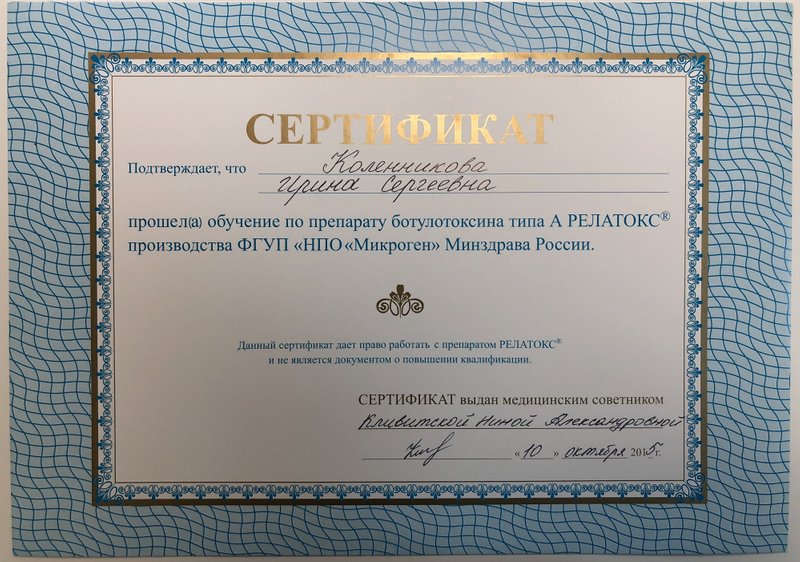 СЕРТИФИКАТ
Подтверждает, что Коленчикова
Ирина Сергеевна
прошел(а) обучение по препарату ботулотоксина типа А РЕЛАТОКС®
производства ФГУП «НПО «Микроген» Минздрава России.
Данный сертификат дает право работать с препаратом РЕЛАТОКС®
и не является документом о повышении квалификации.
СЕРТИФИКАТ выдан медицинским советником
Кливитской Ниной Александровной
«10» октября 2015г.